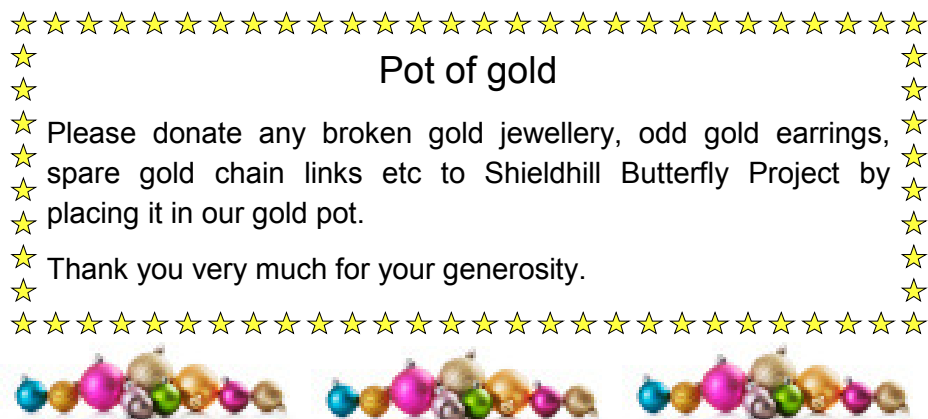 Pot of gold
Please donate any broken gold jewellery, odd gold earrings,
spare gold chain links etc to Shieldhill Butterfly Project by
placing it in our gold pot.
Thank you very much for your generosity.